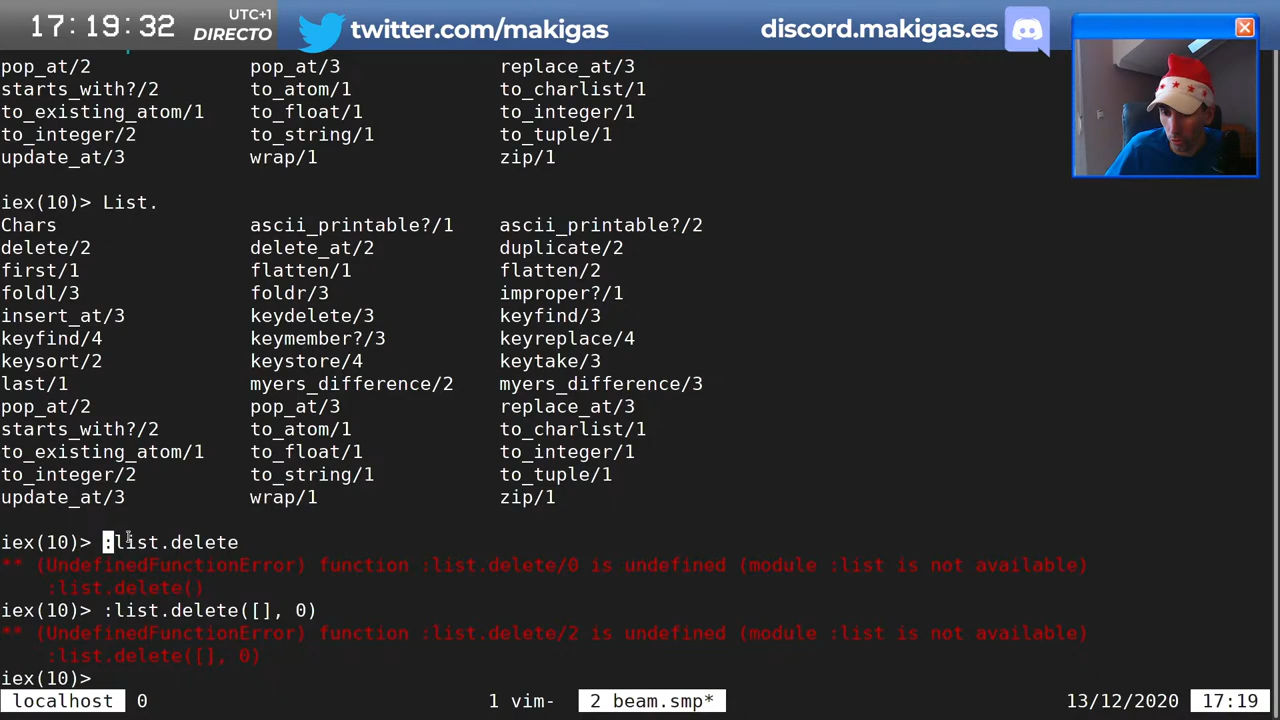 17:19:32 UTC+1 DIRECTO twitter.com/makigas discord.makigas.es
pop_at/2 pop_at/3 replace_at/3
starts_with?/2 to_atom/1 to_charlist/1
to_existing_atom/1 to_float/1 to_integer/1
to_integer/2 to_string/1 to_tuple/1
update_at/3 wrap/1 zip/1
iex(10)> List.
Chars ascii_printable?/1 ascii_printable?/2
delete/2 delete_at/2 duplicate/2
first/1 flatten/1 flatten/2
foldl/3 foldr/3 improper?/1
insert_at/3 keydelete/3 keyfind/3
keyfind/4 keymember?/3 keyreplace/4
keysort/2 keystore/4 keytake/3
last/1 myers_difference/2 myers_difference/3
pop_at/2 pop_at/3 replace_at/3
starts_with?/2 to_atom/1 to_charlist/1
to_existing_atom/1 to_float/1 to_integer/1
to_integer/2 to_string/1 to_tuple/1
update_at/3 wrap/1 zip/1
iex(10)> :list.delete
** (UndefinedFunctionError) function :list.delete/0 is undefined (module :list is not available)
:list.delete()
iex(10)> :list.delete([], 0)
** (UndefinedFunctionError) function :list.delete/2 is undefined (module :list is not available)
:list.delete([], 0)
iex(10)>
localhost 0 1 vim- 2 beam.smp* 13/12/2020 17:19